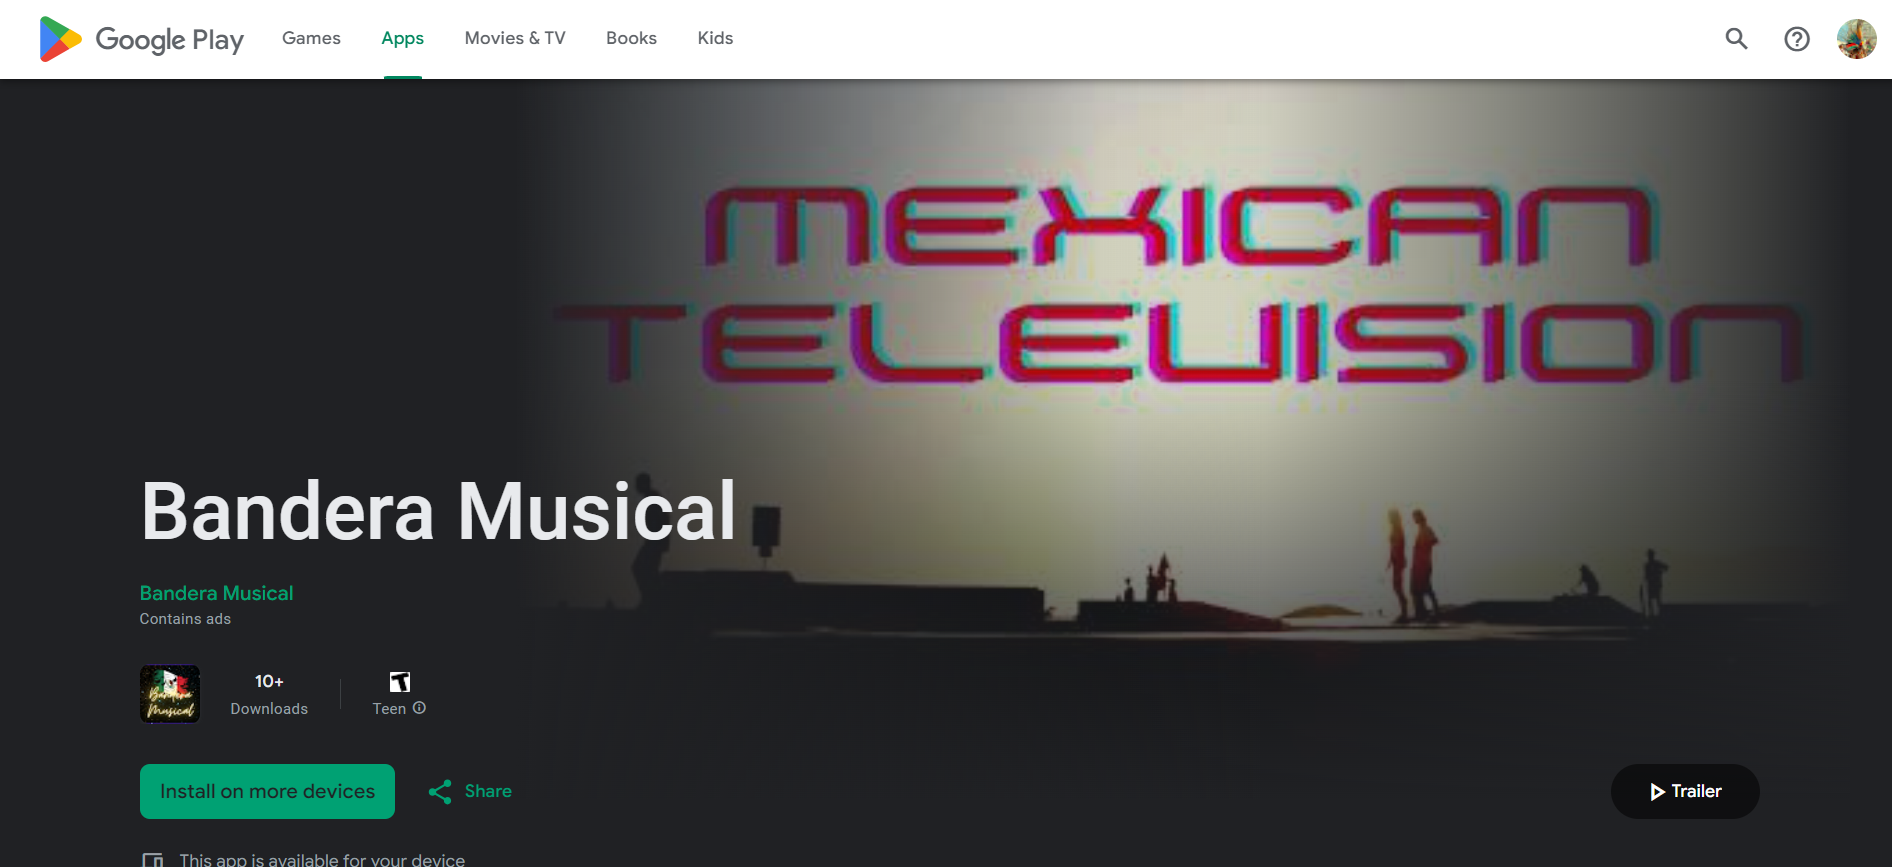 Google Play
Games
Apps
Movies & TV
Books
Kids
MEXICAN
TELEVISION
Bandera Musical
Bandera Musical
Contains ads
Bandera
Musical
10+
Downloads
T
Teen
Install on more devices
Share
Trailer
This app is available for your device